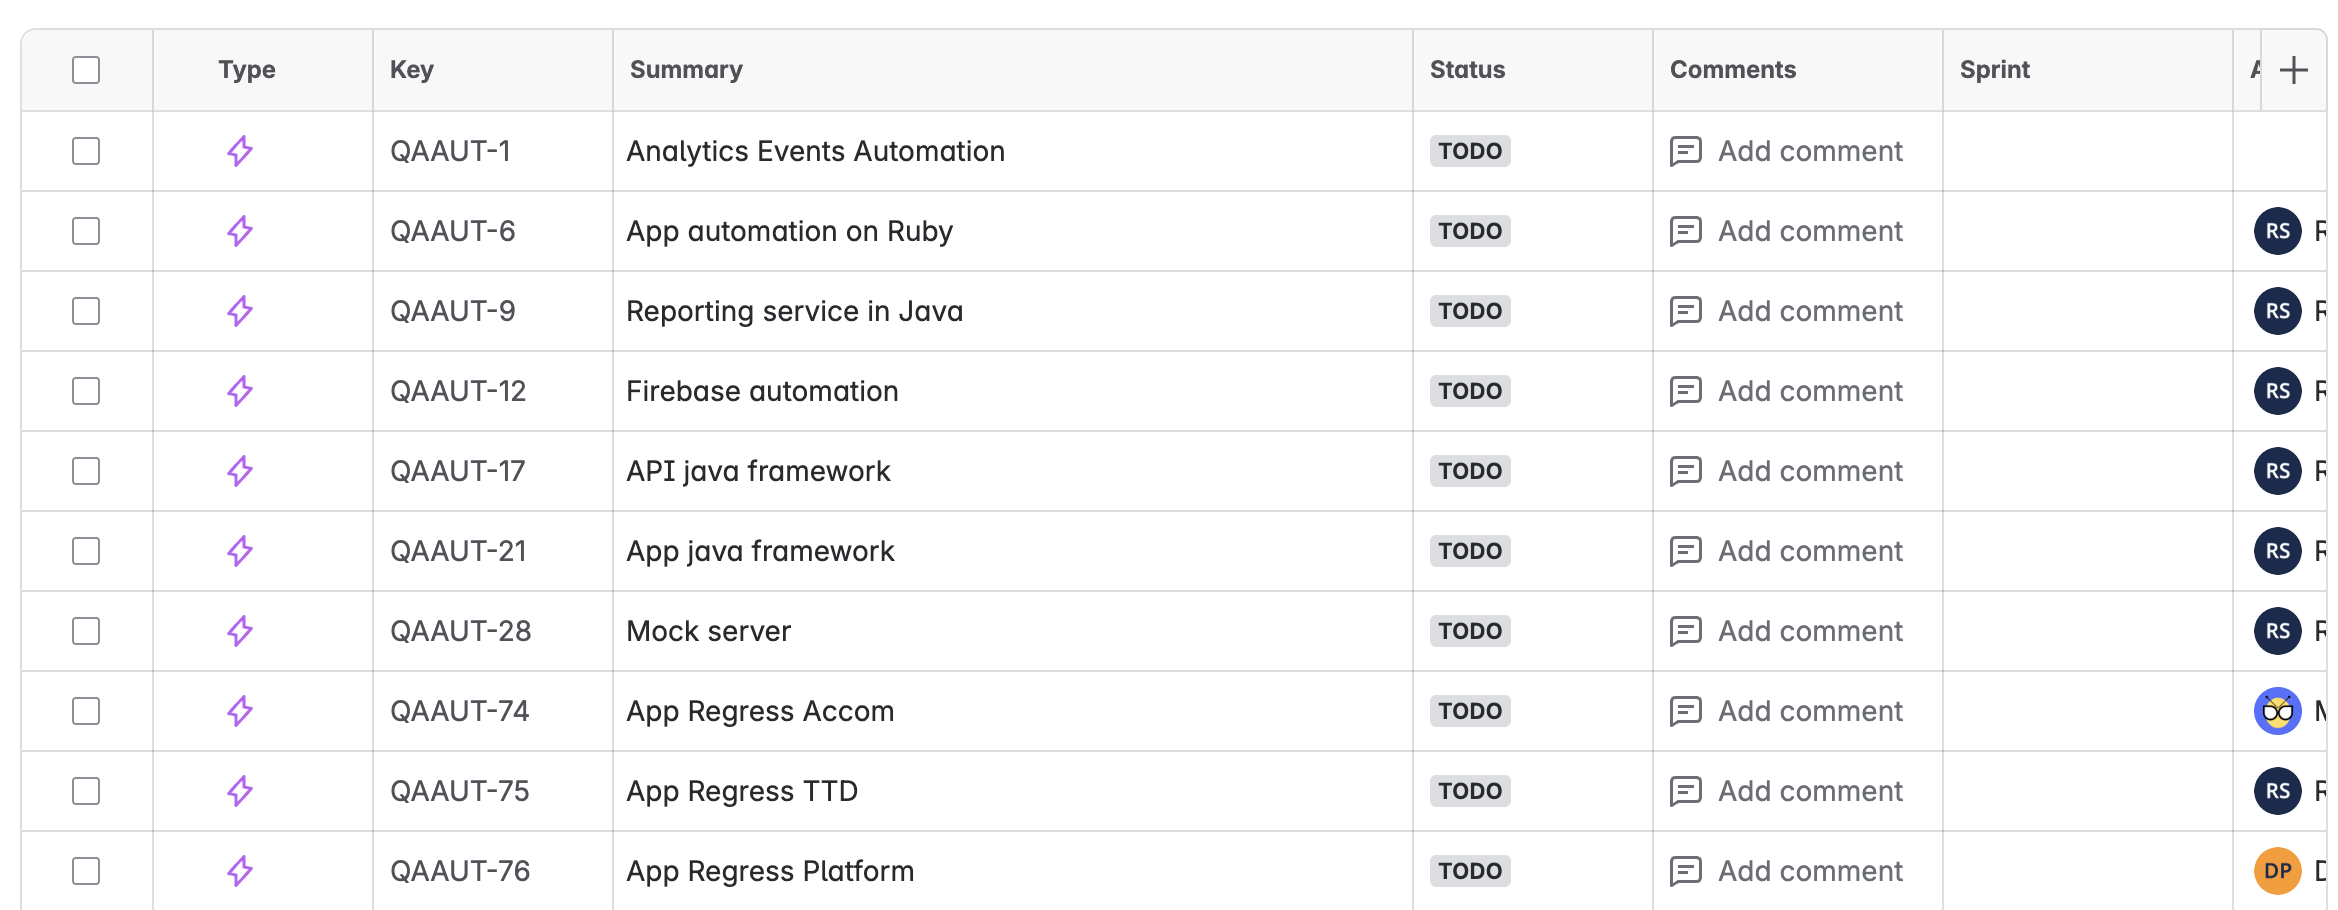 Type Key Summary Status Comments Sprint
QAAUT-1 Analytics Events Automation TODO Add comment
QAAUT-6 App automation on Ruby TODO Add comment RS
QAAUT-9 Reporting service in Java TODO Add comment RS
QAAUT-12 Firebase automation TODO Add comment RS
QAAUT-17 API java framework TODO Add comment RS
QAAUT-21 App java framework TODO Add comment RS
QAAUT-28 Mock server TODO Add comment RS
QAAUT-74 App Regress Accom TODO Add comment
QAAUT-75 App Regress TTD TODO Add comment RS
QAAUT-76 App Regress Platform TODO Add comment DP